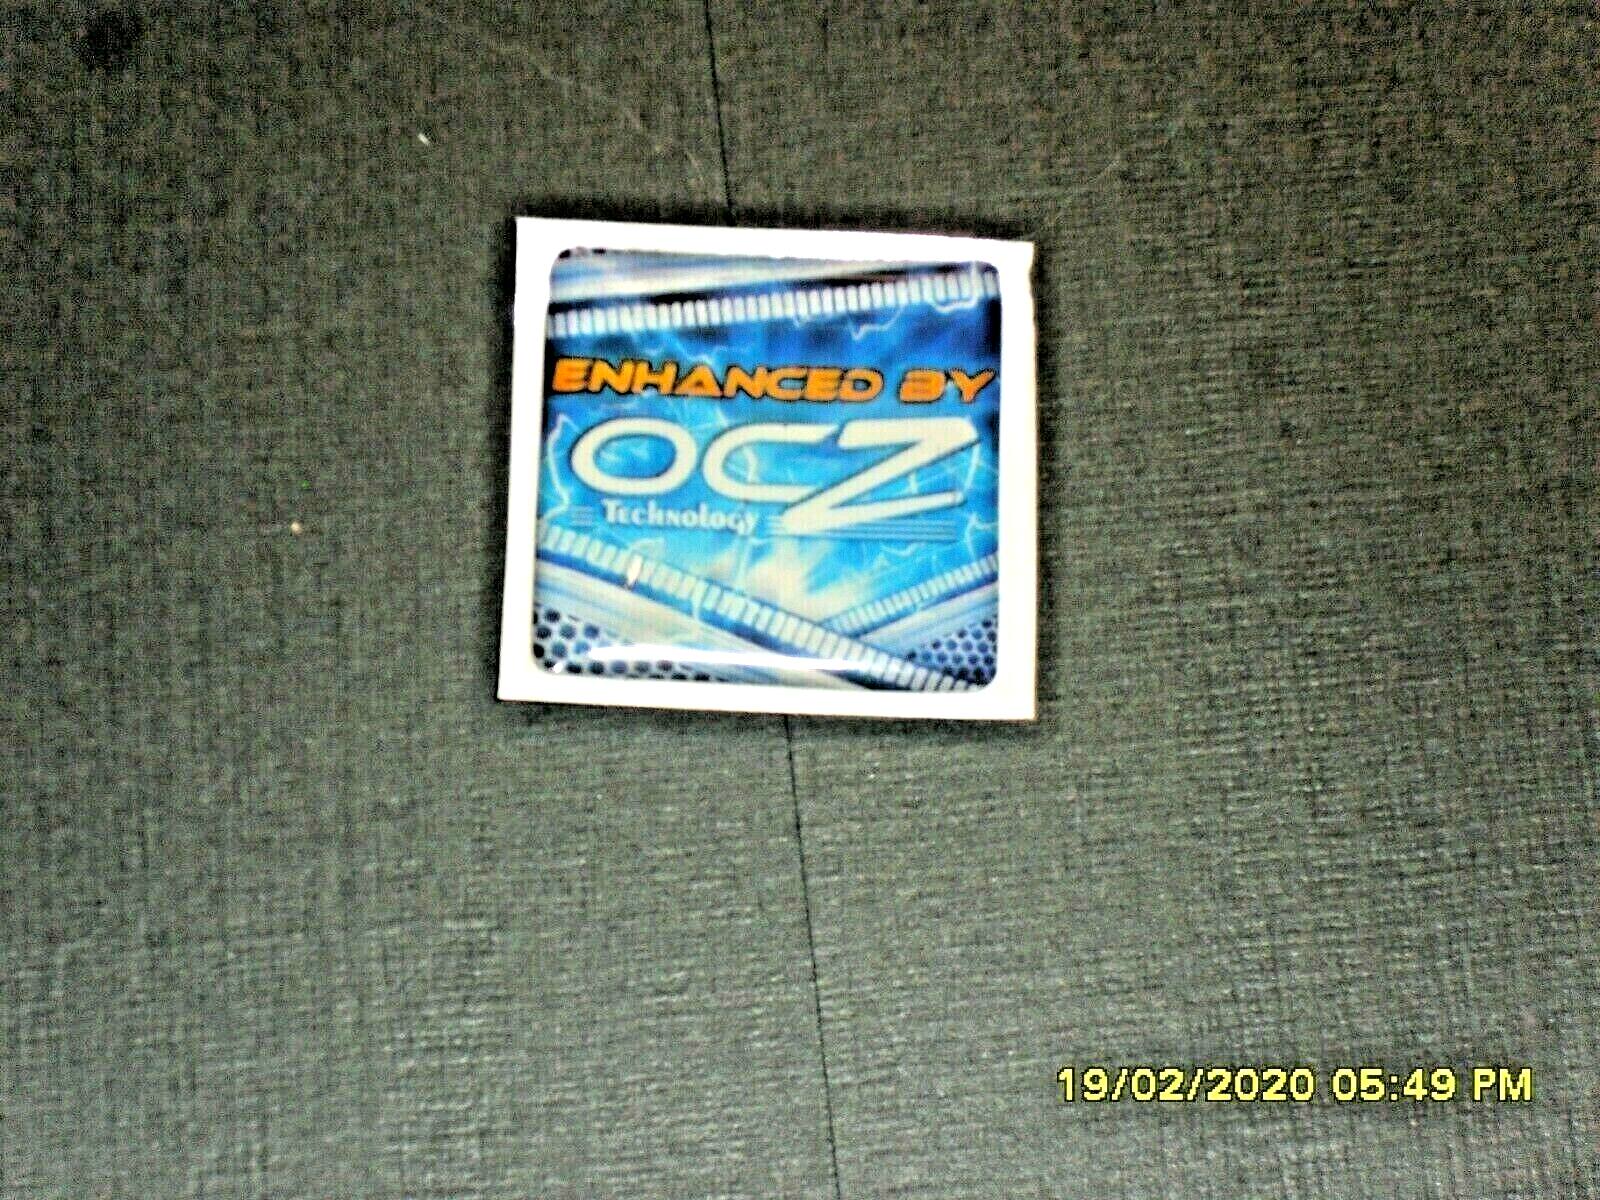 ENHANCED BY
OCZ
Technology
19/02/2020 05:49 PM